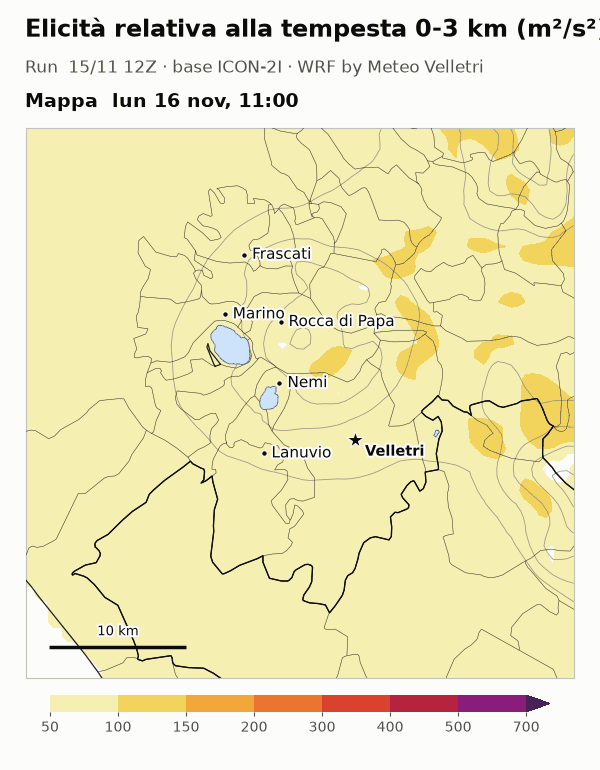 Elicità relativa alla tempesta 0-3 km (m²/s²)
Run 15/11 12Z · base ICON-2I · WRF by Meteo Velletri
Mappa lun 16 nov, 11:00
Frascati
Marino
Rocca di Papa
Nemi
Velletri
Lanuvio
10 km
50 100 150 200 300 400 500 700